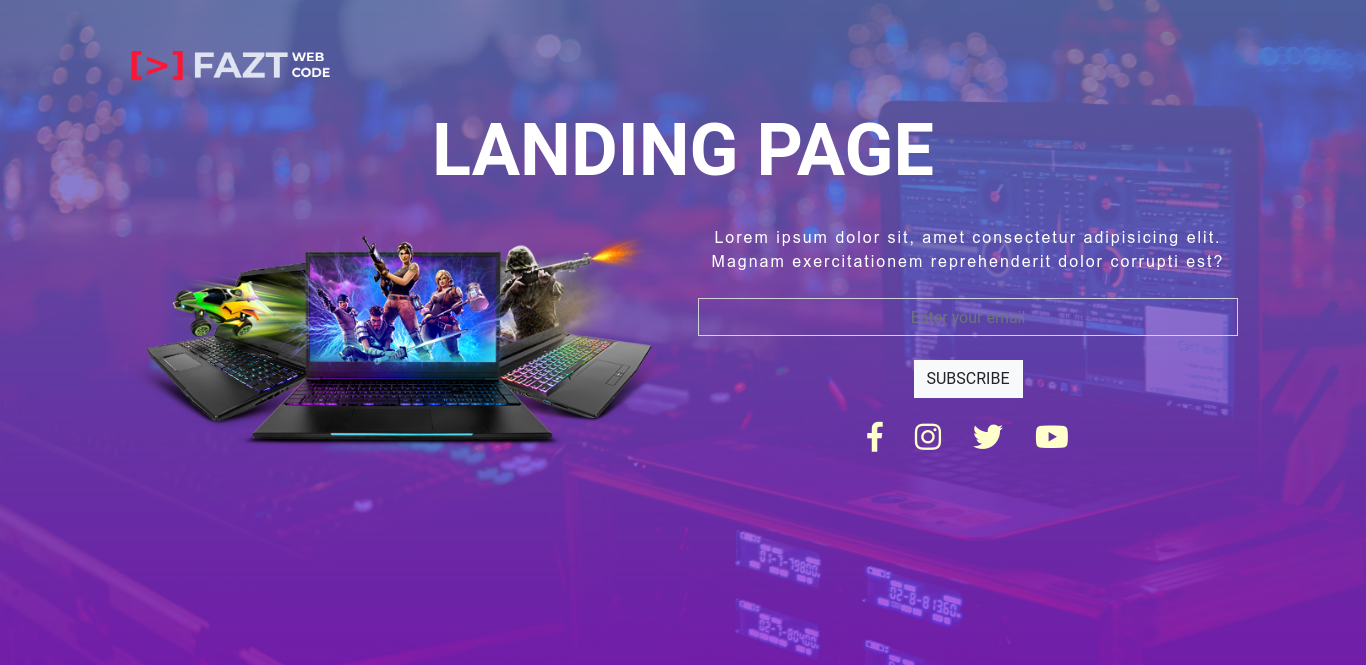 [>] FAZT WEB CODE
LANDING PAGE
Lorem ipsum dolor sit, amet consectetur adipisicing elit.
Magnam exercitationem reprehenderit dolor corrupti est?
Enter your email
SUBSCRIBE